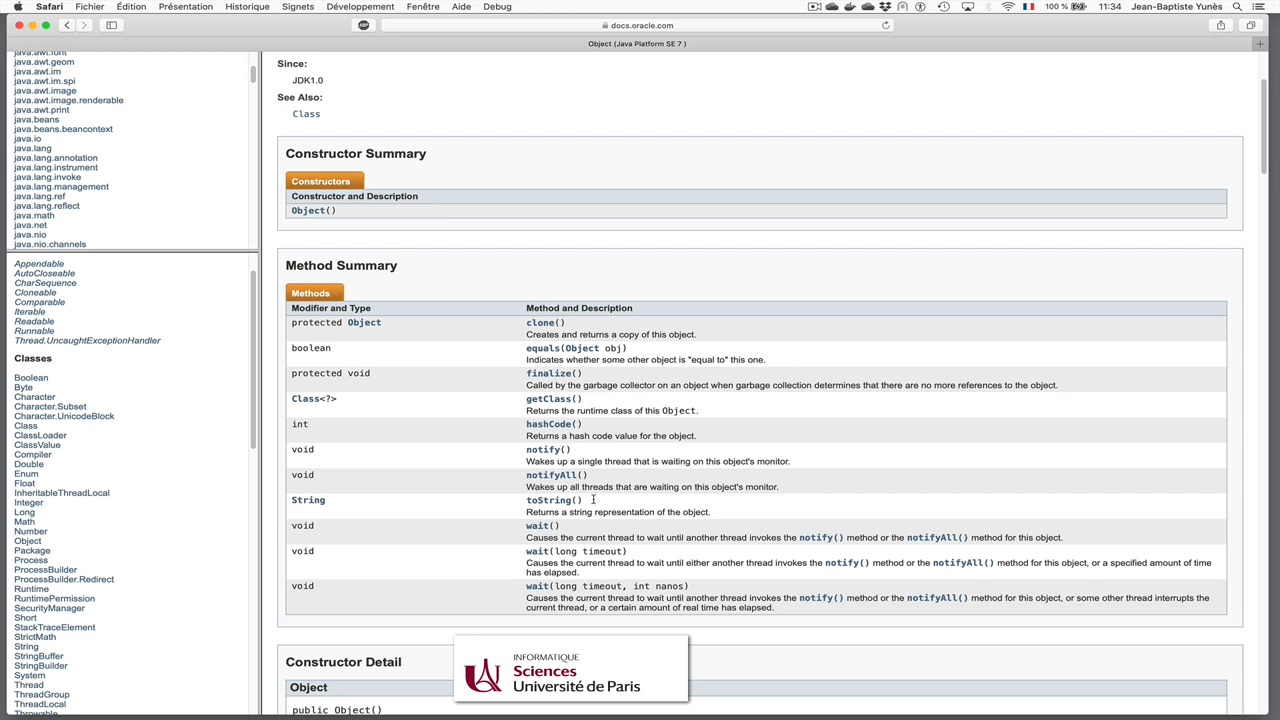 Safari Fichier Édition Présentation Historique Signets Développement Fenêtre Aide Debug 100 % Jeu. 11:34 Jean-Baptiste Yunès
ABP docs.oracle.com
Object (Java Platform SE 7 )
java.awt.font
java.awt.geom
java.awt.im
java.awt.im.spi
java.awt.image
java.awt.image.renderable
java.awt.print
java.beans
java.beans.beancontext
java.io
java.lang
java.lang.annotation
java.lang.instrument
java.lang.invoke
java.lang.management
java.lang.ref
java.lang.reflect
java.math
java.net
java.nio
java.nio.channels
Appendable
AutoCloseable
CharSequence
Cloneable
Comparable
Iterable
Readable
Runnable
Thread.UncaughtExceptionHandler
Classes
Boolean
Byte
Character
Character.Subset
Character.UnicodeBlock
Class
ClassLoader
ClassValue
Compiler
Double
Enum
Float
InheritableThreadLocal
Integer
Long
Math
Number
Object
Package
Process
ProcessBuilder
ProcessBuilder.Redirect
Runtime
RuntimePermission
SecurityManager
Short
StackTraceElement
StrictMath
String
StringBuffer
StringBuilder
System
Thread
ThreadGroup
ThreadLocal
Throwable
Since:
JDK1.0
See Also:
Class
Constructor Summary
Constructors
Constructor and Description
Object()
Method Summary
Methods
Modifier and Type Method and Description
protected Object clone()
Creates and returns a copy of this object.
boolean equals(Object obj)
Indicates whether some other object is "equal to" this one.
protected void finalize()
Called by the garbage collector on an object when garbage collection determines that there are no more references to the object.
Class<?> getClass()
Returns the runtime class of this Object.
int hashCode()
Returns a hash code value for the object.
void notify()
Wakes up a single thread that is waiting on this object's monitor.
void notifyAll()
Wakes up all threads that are waiting on this object's monitor.
String toString()
Returns a string representation of the object.
void wait()
Causes the current thread to wait until another thread invokes the notify() method or the notifyAll() method for this object.
void wait(long timeout)
Causes the current thread to wait until either another thread invokes the notify() method or the notifyAll() method for this object, or a specified amount of time
has elapsed.
void wait(long timeout, int nanos)
Causes the current thread to wait until another thread invokes the notify() method or the notifyAll() method for this object, or some other thread interrupts the
current thread, or a certain amount of real time has elapsed.
Constructor Detail
Object
public Object()
INFORMATIQUE
Sciences
Université de Paris